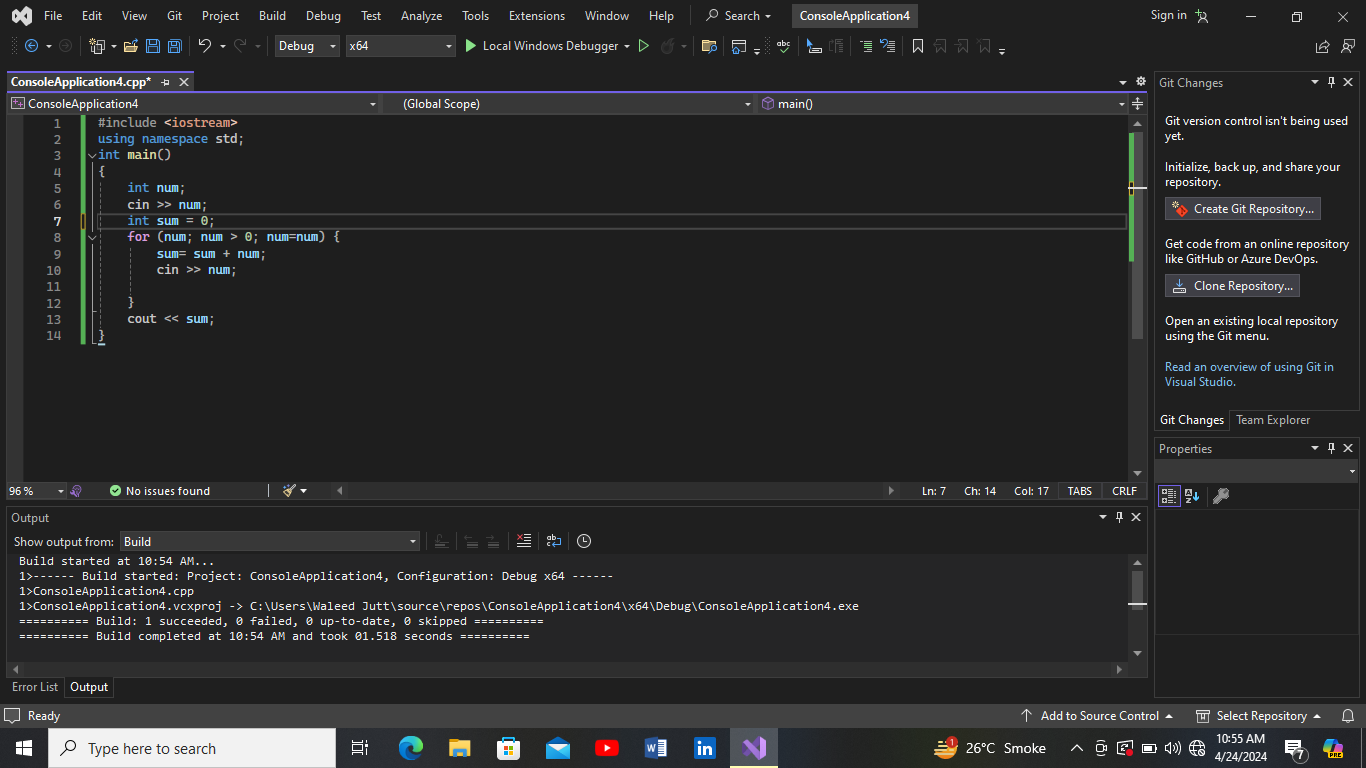 File Edit View Git Project Build Debug Test Analyze Tools Extensions Window Help Search ConsoleApplication4 Sign in
Debug x64 Local Windows Debugger
ConsoleApplication4.cpp*
ConsoleApplication4 (Global Scope) main()
1 #include <iostream>
2 using namespace std;
3 int main()
4 {
5 int num;
6 cin >> num;
7 int sum = 0;
8 for (num; num > 0; num=num) {
9 sum= sum + num;
10 cin >> num;
11
12 }
13 cout << sum;
14 }
96 % No issues found Ln: 7 Ch: 14 Col: 17 TABS CRLF
Output
Show output from: Build
Build started at 10:54 AM...
1>------ Build started: Project: ConsoleApplication4, Configuration: Debug x64 ------
1>ConsoleApplication4.cpp
1>ConsoleApplication4.vcxproj -> C:\Users\Waleed Jutt\source\repos\ConsoleApplication4\x64\Debug\ConsoleApplication4.exe
========== Build: 1 succeeded, 0 failed, 0 up-to-date, 0 skipped ==========
========== Build completed at 10:54 AM and took 01.518 seconds ==========
Error List Output
Git Changes
Git version control isn't being used
yet.
Initialize, back up, and share your
repository.
Create Git Repository...
Get code from an online repository
like GitHub or Azure DevOps.
Clone Repository...
Open an existing local repository
using the Git menu.
Read an overview of using Git in
Visual Studio.
Git Changes Team Explorer
Properties
Ready Add to Source Control Select Repository
Type here to search 1 26°C Smoke 10:55 AM
4/24/2024 7 PRE